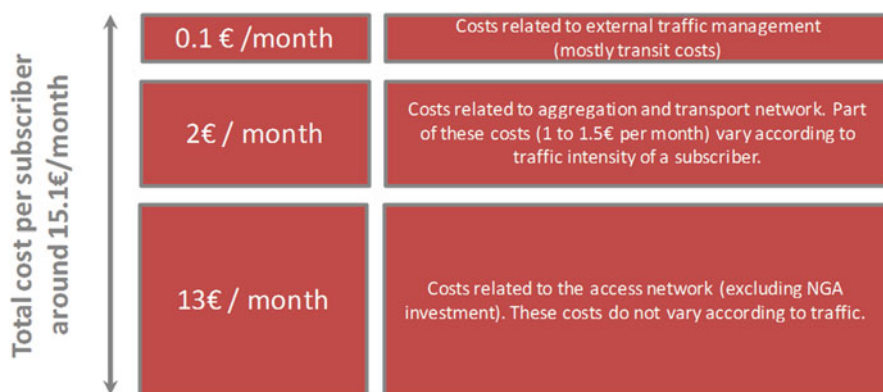 Total cost per subscriber
around 15.1€/month
0.1 € /month
Costs related to external traffic management
(mostly transit costs)
2€ / month
Costs related to aggregation and transport network. Part
of these costs (1 to 1.5€ per month) vary according to
traffic intensity of a subscriber.
13€ / month
Costs related to the access network (excluding NGA
investment). These costs do not vary according to traffic.